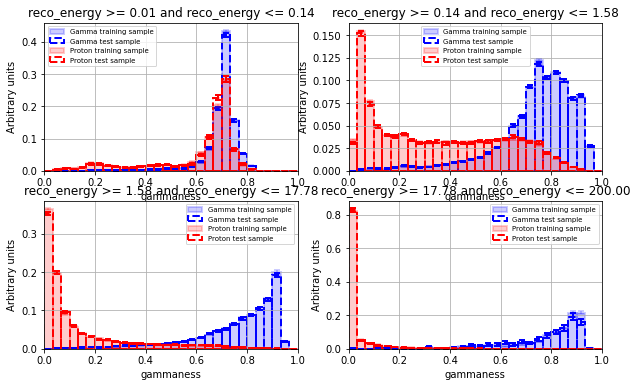 reco_energy >= 0.01 and reco_energy <= 0.14
Arbitrary units
0.4
0.3
0.2
0.1
0.0
Gamma training sample
Gamma test sample
Proton training sample
Proton test sample
0.0 0.2 0.4 0.6 0.8 1.0
gammaness
reco_energy >= 0.14 and reco_energy <= 1.58
Arbitrary units
0.150
0.125
0.100
0.075
0.050
0.025
0.000
Gamma training sample
Gamma test sample
Proton training sample
Proton test sample
0.0 0.2 0.4 0.6 0.8 1.0
gammaness
reco_energy >= 1.58 and reco_energy <= 17.78
Arbitrary units
0.3
0.2
0.1
0.0
Gamma training sample
Gamma test sample
Proton training sample
Proton test sample
0.0 0.2 0.4 0.6 0.8 1.0
gammaness
reco_energy >= 17.78 and reco_energy <= 200.00
Arbitrary units
0.8
0.6
0.4
0.2
0.0
Gamma training sample
Gamma test sample
Proton training sample
Proton test sample
0.0 0.2 0.4 0.6 0.8 1.0
gammaness